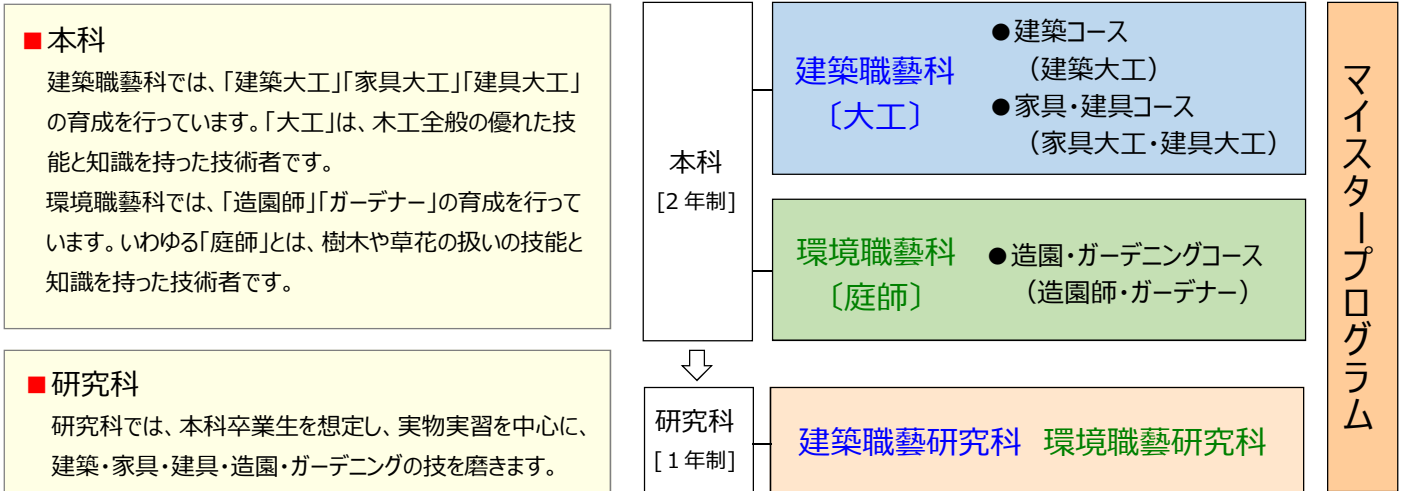 ■本科
建築職藝科では、「建築大工」「家具大工」「建具大工」
の育成を行っています。「大工」は、木工全般の優れた技
能と知識を持った技術者です。
環境職藝科では、「造園師」「ガーデナー」の育成を行って
います。いわゆる「庭師」とは、樹木や草花の扱いの技能と
知識を持った技術者です。
■研究科
研究科では、本科卒業生を想定し、実物実習を中心に、
建築・家具・建具・造園・ガーデニングの技を磨きます。
本科
[2年制]
建築職藝科
〔大工〕
●建築コース
（建築大工）
●家具・建具コース
（家具大工・建具大工）
環境職藝科
〔庭師〕
●造園・ガーデニングコース
（造園師・ガーデナー）
研究科
[1年制]
建築職藝研究科 環境職藝研究科
マイスタープログラム